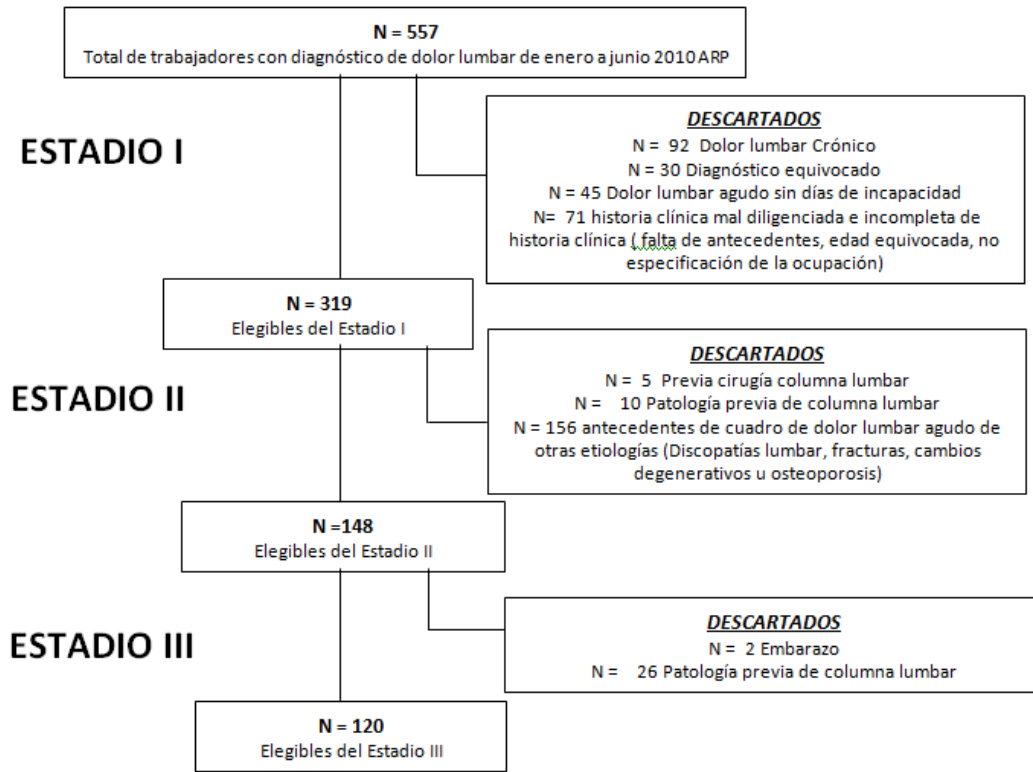 N = 557
Total de trabajadores con diagnóstico de dolor lumbar de enero a junio 2010 ARP
ESTADIO I
DESCARTADOS
N = 92 Dolor lumbar Crónico
N = 30 Diagnóstico equivocado
N = 45 Dolor lumbar agudo sin días de incapacidad
N= 71 historia clínica mal diligenciada e incompleta de
historia clínica ( falta de antecedentes, edad equivocada, no
especificación de la ocupación)
N = 319
Elegibles del Estadio I
ESTADIO II
DESCARTADOS
N = 5 Previa cirugía columna lumbar
N = 10 Patología previa de columna lumbar
N = 156 antecedentes de cuadro de dolor lumbar agudo de
otras etiologías (Discopatías lumbar, fracturas, cambios
degenerativos u osteoporosis)
N =148
Elegibles del Estadio II
ESTADIO III
DESCARTADOS
N = 2 Embarazo
N = 26 Patología previa de columna lumbar
N = 120
Elegibles del Estadio III